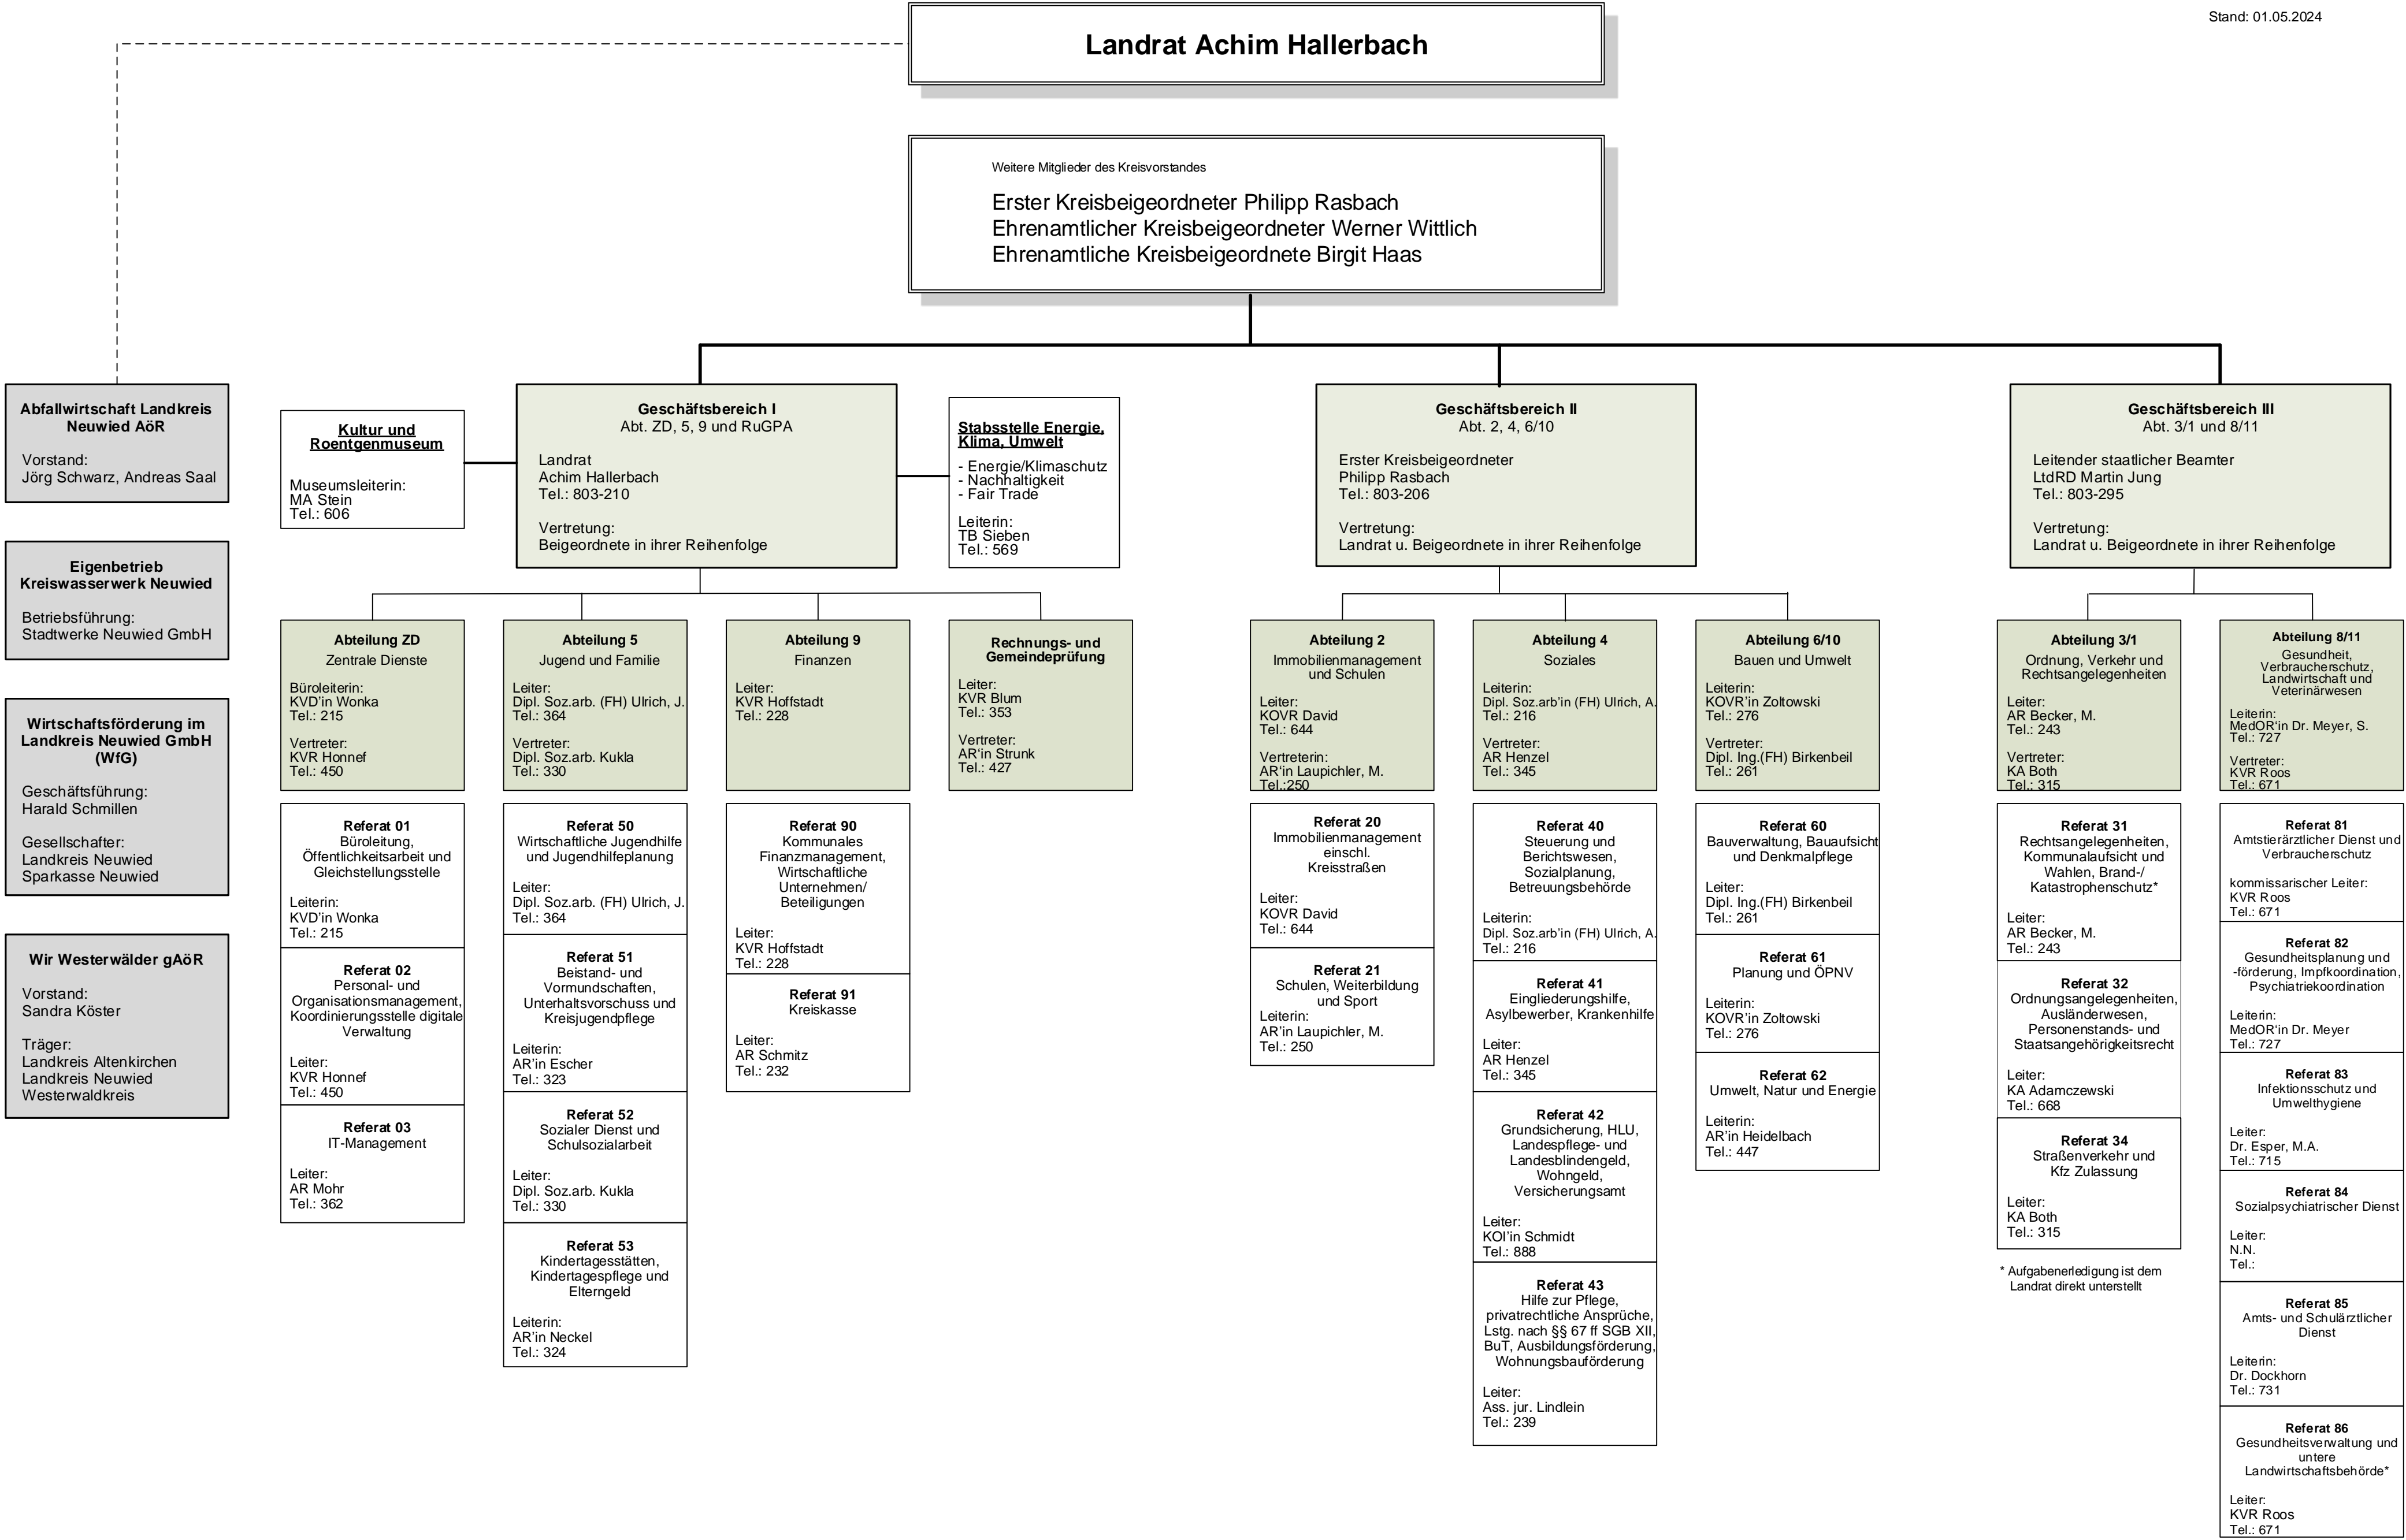 Stand: 01.05.2024
Landrat Achim Hallerbach
Weitere Mitglieder des Kreisvorstandes
Erster Kreisbeigeordneter Philipp Rasbach
Ehrenamtlicher Kreisbeigeordneter Werner Wittlich
Ehrenamtliche Kreisbeigeordnete Birgit Haas
Abfallwirtschaft Landkreis
Neuwied AöR
Vorstand:
Jörg Schwarz, Andreas Saal
Eigenbetrieb
Kreiswasserwerk Neuwied
Betriebsführung:
Stadtwerke Neuwied GmbH
Wirtschaftsförderung im
Landkreis Neuwied GmbH
(WfG)
Geschäftsführung:
Harald Schmillen
Gesellschafter:
Landkreis Neuwied
Sparkasse Neuwied
Wir Westerwälder gAöR
Vorstand:
Sandra Köster
Träger:
Landkreis Altenkirchen
Landkreis Neuwied
Westerwaldkreis
Kultur und
Roentgenmuseum
Museumsleiterin:
MA Stein
Tel.: 606
Geschäftsbereich I
Abt. ZD, 5, 9 und RuGPA
Landrat
Achim Hallerbach
Tel.: 803-210
Vertretung:
Beigeordnete in ihrer Reihenfolge
Stabsstelle Energie,
Klima, Umwelt
- Energie/Klimaschutz
- Nachhaltigkeit
- Fair Trade
Leiterin:
TB Sieben
Tel.: 569
Geschäftsbereich II
Abt. 2, 4, 6/10
Erster Kreisbeigeordneter
Philipp Rasbach
Tel.: 803-206
Vertretung:
Landrat u. Beigeordnete in ihrer Reihenfolge
Geschäftsbereich III
Abt. 3/1 und 8/11
Leitender staatlicher Beamter
LtdRD Martin Jung
Tel.: 803-295
Vertretung:
Landrat u. Beigeordnete in ihrer Reihenfolge
Abteilung ZD
Zentrale Dienste
Büroleiterin:
KVD'in Wonka
Tel.: 215
Vertreter:
KVR Honnef
Tel.: 450
Referat 01
Büroleitung,
Öffentlichkeitsarbeit und
Gleichstellungsstelle
Leiterin:
KVD'in Wonka
Tel.: 215
Referat 02
Personal- und
Organisationsmanagement,
Koordinierungsstelle digitale
Verwaltung
Leiter:
KVR Honnef
Tel.: 450
Referat 03
IT-Management
Leiter:
AR Mohr
Tel.: 362
Abteilung 5
Jugend und Familie
Leiter:
Dipl. Soz.arb. (FH) Ulrich, J.
Tel.: 364
Vertreter:
Dipl. Soz.arb. Kukla
Tel.: 330
Referat 50
Wirtschaftliche Jugendhilfe
und Jugendhilfeplanung
Leiter:
Dipl. Soz.arb. (FH) Ulrich, J.
Tel.: 364
Referat 51
Beistand- und
Vormundschaften,
Unterhaltsvorschuss und
Kreisjugendpflege
Leiterin:
AR'in Escher
Tel.: 323
Referat 52
Sozialer Dienst und
Schulsozialarbeit
Leiter:
Dipl. Soz.arb. Kukla
Tel.: 330
Referat 53
Kindertagesstätten,
Kindertagespflege und
Elterngeld
Leiterin:
AR'in Neckel
Tel.: 324
Abteilung 9
Finanzen
Leiter:
KVR Hoffstadt
Tel.: 228
Referat 90
Kommunales
Finanzmanagement,
Wirtschaftliche
Unternehmen/
Beteiligungen
Leiter:
KVR Hoffstadt
Tel.: 228
Referat 91
Kreiskasse
Leiter:
AR Schmitz
Tel.: 232
Rechnungs- und
Gemeindeprüfung
Leiter:
KVR Blum
Tel.: 353
Vertreter:
AR'in Strunk
Tel.: 427
Abteilung 2
Immobilienmanagement
und Schulen
Leiter:
KOVR David
Tel.: 644
Vertreterin:
AR'in Laupichler, M.
Tel.:250
Referat 20
Immobilienmanagement
einschl.
Kreisstraßen
Leiter:
KOVR David
Tel.: 644
Referat 21
Schulen, Weiterbildung
und Sport
Leiterin:
AR'in Laupichler, M.
Tel.: 250
Abteilung 4
Soziales
Leiterin:
Dipl. Soz.arb'in (FH) Ulrich, A.
Tel.: 216
Vertreter:
AR Henzel
Tel.: 345
Referat 40
Steuerung und
Berichtswesen,
Sozialplanung,
Betreuungsbehörde
Leiterin:
Dipl. Soz.arb'in (FH) Ulrich, A.
Tel.: 216
Referat 41
Eingliederungshilfe,
Asylbewerber, Krankenhilfe
Leiter:
AR Henzel
Tel.: 345
Referat 42
Grundsicherung, HLU,
Landespflege- und
Landesblindengeld,
Wohngeld,
Versicherungsamt
Leiter:
KOI'in Schmidt
Tel.: 888
Referat 43
Hilfe zur Pflege,
privatrechtliche Ansprüche,
Lstg. nach §§ 67 ff SGB XII,
BuT, Ausbildungsförderung,
Wohnungsbauförderung
Leiter:
Ass. jur. Lindlein
Tel.: 239
Abteilung 6/10
Bauen und Umwelt
Leiterin:
KOVR'in Zoltowski
Tel.: 276
Vertreter:
Dipl. Ing.(FH) Birkenbeil
Tel.: 261
Referat 60
Bauverwaltung, Bauaufsicht
und Denkmalpflege
Leiter:
Dipl. Ing.(FH) Birkenbeil
Tel.: 261
Referat 61
Planung und ÖPNV
Leiterin:
KOVR'in Zoltowski
Tel.: 276
Referat 62
Umwelt, Natur und Energie
Leiterin:
AR'in Heidelbach
Tel.: 447
Abteilung 3/1
Ordnung, Verkehr und
Rechtsangelegenheiten
Leiter:
AR Becker, M.
Tel.: 243
Vertreter:
KA Both
Tel.: 315
Referat 31
Rechtsangelegenheiten,
Kommunalaufsicht und
Wahlen, Brand-/
Katastrophenschutz*
Leiter:
AR Becker, M.
Tel.: 243
Referat 32
Ordnungsangelegenheiten,
Ausländerwesen,
Personenstands- und
Staatsangehörigkeitsrecht
Leiter:
KA Adamczewski
Tel.: 668
Referat 34
Straßenverkehr und
Kfz Zulassung
Leiter:
KA Both
Tel.: 315
* Aufgabenerledigung ist dem
Landrat direkt unterstellt
Abteilung 8/11
Gesundheit,
Verbraucherschutz,
Landwirtschaft und
Veterinärwesen
Leiterin:
MedOR'in Dr. Meyer, S.
Tel.: 727
Vertreter:
KVR Roos
Tel.: 671
Referat 81
Amtstierärztlicher Dienst und
Verbraucherschutz
kommissarischer Leiter:
KVR Roos
Tel.: 671
Referat 82
Gesundheitsplanung und
-förderung, Impfkoordination,
Psychiatriekoordination
Leiterin:
MedOR'in Dr. Meyer
Tel.: 727
Referat 83
Infektionsschutz und
Umwelthygiene
Leiter:
Dr. Esper, M.A.
Tel.: 715
Referat 84
Sozialpsychiatrischer Dienst
Leiter:
N.N.
Tel.:
Referat 85
Amts- und Schulärztlicher
Dienst
Leiterin:
Dr. Dockhorn
Tel.: 731
Referat 86
Gesundheitsverwaltung und
untere
Landwirtschaftsbehörde*
Leiter:
KVR Roos
Tel.: 671